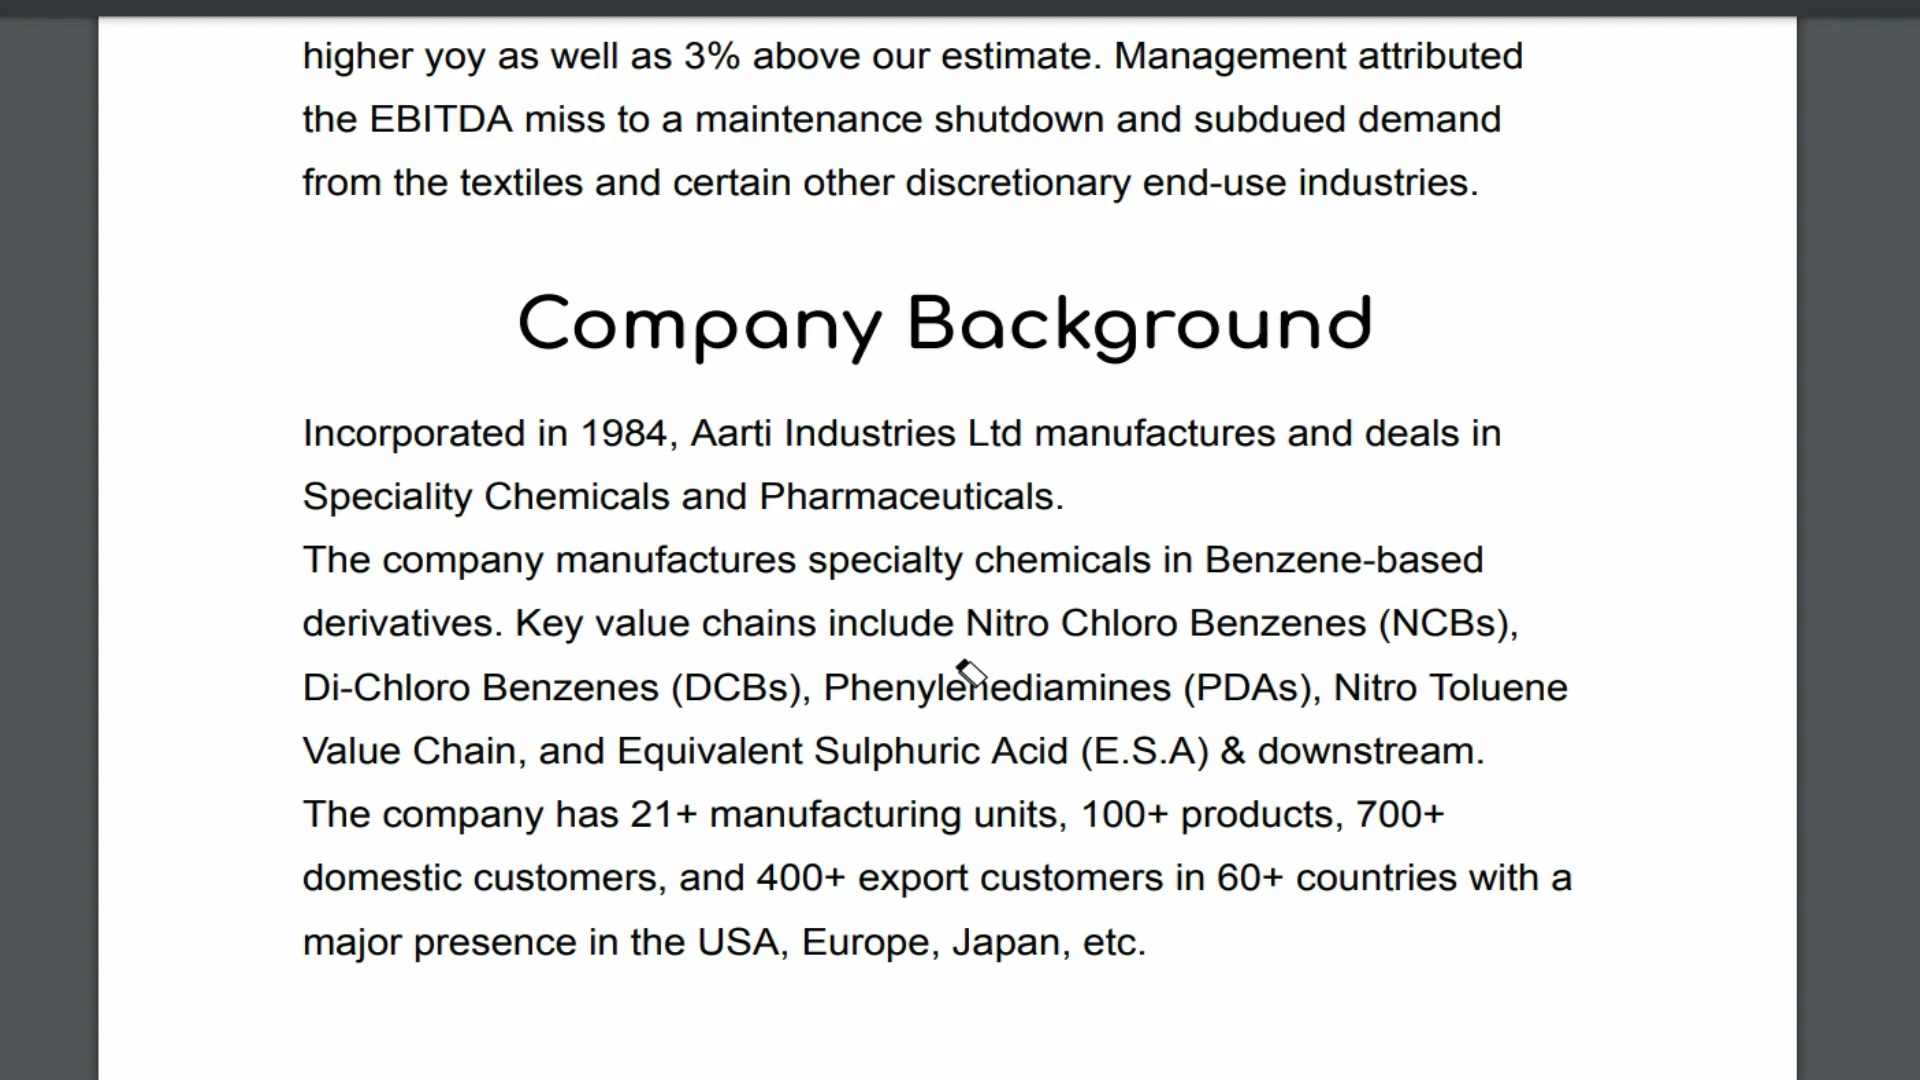 higher yoy as well as 3% above our estimate. Management attributed
the EBITDA miss to a maintenance shutdown and subdued demand
from the textiles and certain other discretionary end-use industries.
Company Background
Incorporated in 1984, Aarti Industries Ltd manufactures and deals in
Speciality Chemicals and Pharmaceuticals.
The company manufactures specialty chemicals in Benzene-based
derivatives. Key value chains include Nitro Chloro Benzenes (NCBs),
Di-Chloro Benzenes (DCBs), Phenylenediamines (PDAs), Nitro Toluene
Value Chain, and Equivalent Sulphuric Acid (E.S.A) & downstream.
The company has 21+ manufacturing units, 100+ products, 700+
domestic customers, and 400+ export customers in 60+ countries with a
major presence in the USA, Europe, Japan, etc.